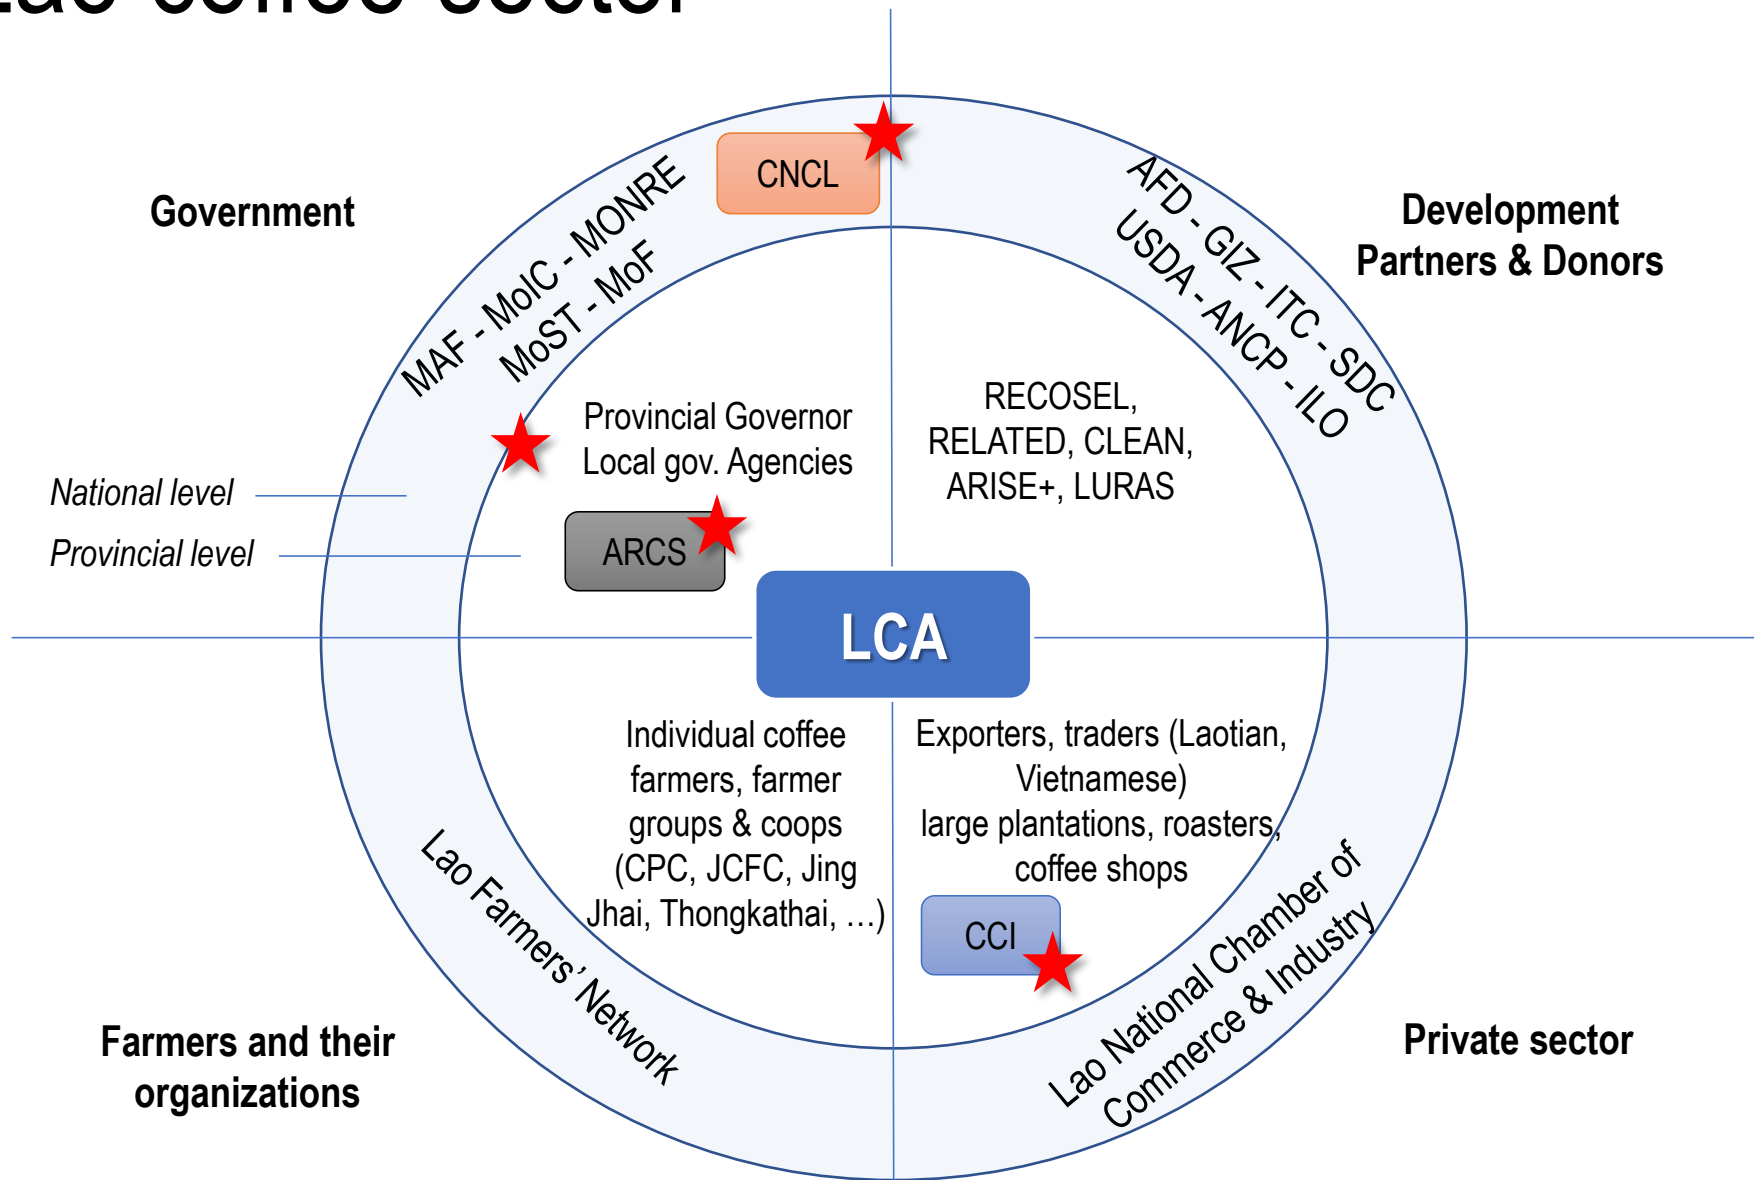 Lao coffee sector
Government
CNCL
MAF - MoIC - MONRE
MoST - MoF
AFD - GIZ - ITC - SDC
USDA - ANCP - ILO
Development
Partners & Donors
National level
Provincial level
Provincial Governor
Local gov. Agencies
ARCS
RECOSEL,
RELATED, CLEAN,
ARISE+, LURAS
LCA
Individual coffee
farmers, farmer
groups & coops
(CPC, JCFC, Jing
Jhai, Thongkathai, …)
Exporters, traders (Laotian,
Vietnamese)
large plantations, roasters,
coffee shops
CCI
Lao Farmers’ Network
Lao National Chamber of
Commerce & Industry
Farmers and their
organizations
Private sector